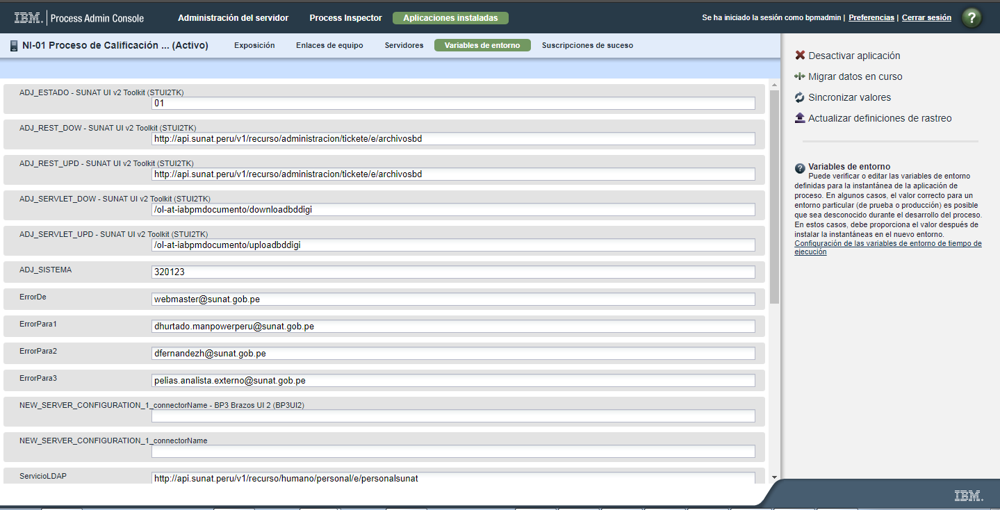 IBM. Process Admin Console Administración del servidor Process Inspector Aplicaciones instaladas Se ha iniciado la sesión como bpmadmin | Preferencias | Cerrar sesión ?
NI-01 Proceso de Calificación ... (Activo) Exposición Enlaces de equipo Servidores Variables de entorno Suscripciones de suceso
ADJ_ESTADO - SUNAT UI v2 Toolkit (STUI2TK)
01
ADJ_REST_DOW - SUNAT UI v2 Toolkit (STUI2TK)
http://api.sunat.peru/v1/recurso/administracion/tickete/e/archivosbd
ADJ_REST_UPD - SUNAT UI v2 Toolkit (STUI2TK)
http://api.sunat.peru/v1/recurso/administracion/tickete/e/archivosbd
ADJ_SERVLET_DOW - SUNAT UI v2 Toolkit (STUI2TK)
/ol-at-iabpmdocumento/downloadbddigi
ADJ_SERVLET_UPD - SUNAT UI v2 Toolkit (STUI2TK)
/ol-at-iabpmdocumento/uploadbddigi
ADJ_SISTEMA
320123
ErrorDe
webmaster@sunat.gob.pe
ErrorPara1
dhurtado.manpowerperu@sunat.gob.pe
ErrorPara2
dfernandezh@sunat.gob.pe
ErrorPara3
pelias.analista.externo@sunat.gob.pe
NEW_SERVER_CONFIGURATION_1_connectorName - BP3 Brazos UI 2 (BP3UI2)
NEW_SERVER_CONFIGURATION_1_connectorName
ServicioLDAP
http://api.sunat.peru/v1/recurso/humano/personal/e/personalsunat
Desactivar aplicación
Migrar datos en curso
Sincronizar valores
Actualizar definiciones de rastreo
? Variables de entorno
Puede verificar o editar las variables de entorno
definidas para la instantánea de la aplicación de
proceso. En algunos casos, el valor correcto para un
entorno particular (de prueba o producción) es posible
que sea desconocido durante el desarrollo del proceso.
En estos casos, debe proporciona el valor después de
instalar la instantáneas en el nuevo entorno.
Configuración de las variables de entorno de tiempo de
ejecución
IBM.